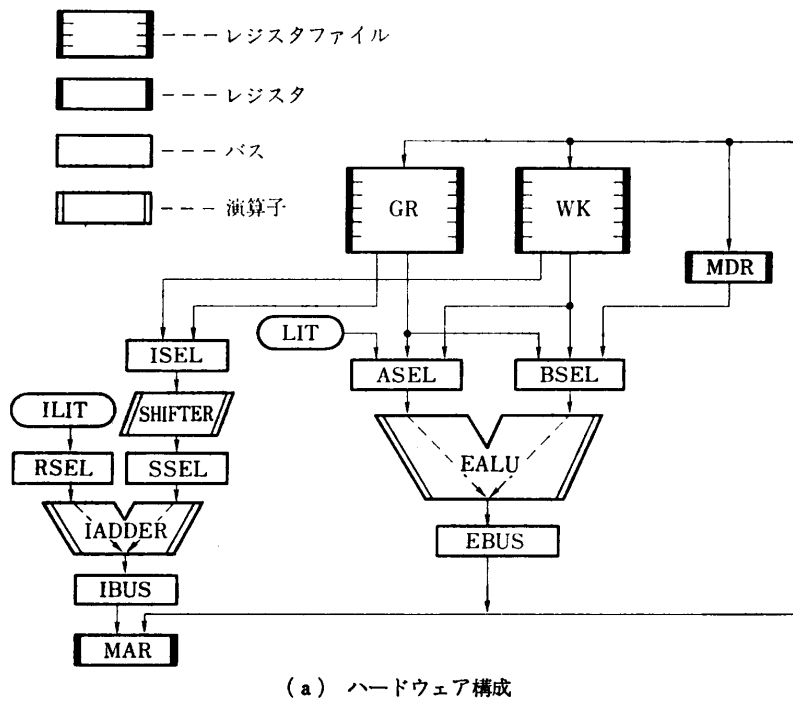 ---レジスタファイル
---レジスタ
---バス
---演算子
GR
WK
MDR
LIT
ISEL
ASEL
BSEL
ILIT
SHIFTER
RSEL
SSEL
EALU
IADDER
EBUS
IBUS
MAR
(a) ハードウェア構成